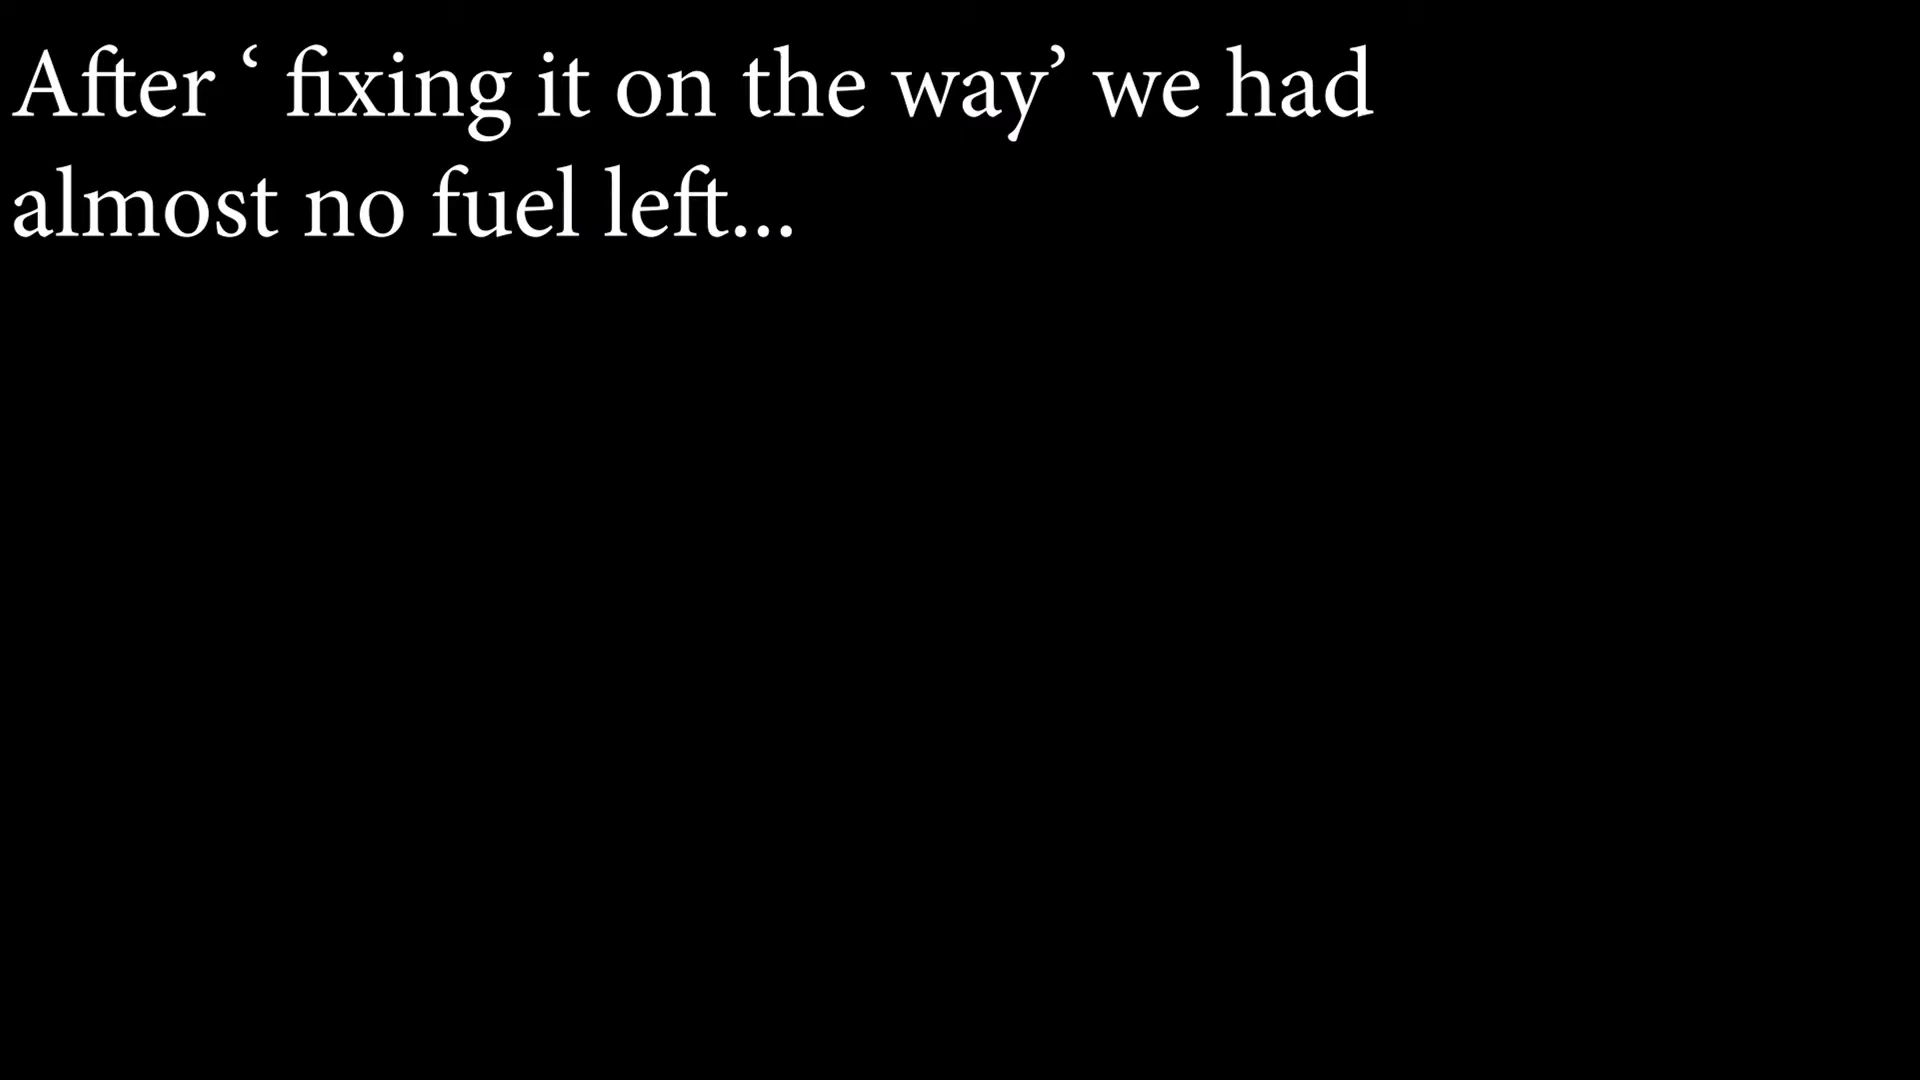 After ‘ fixing it on the way’ we had
almost no fuel left...